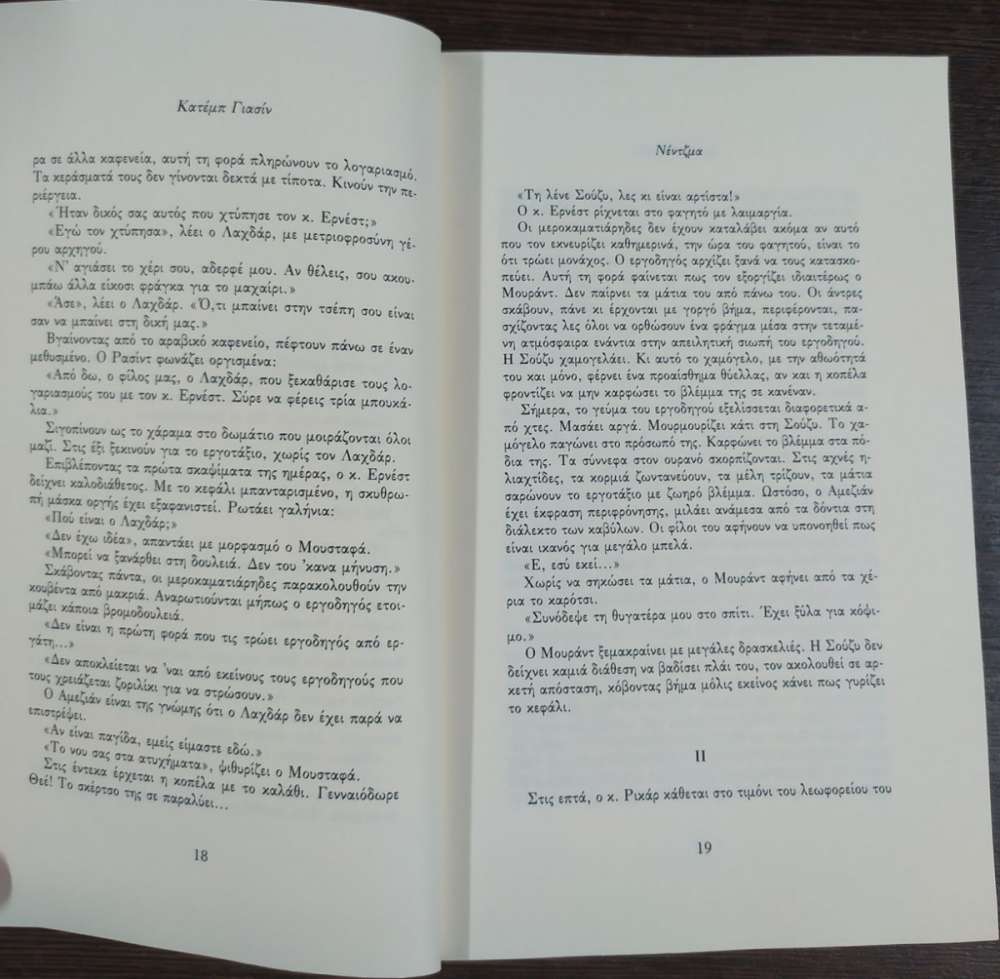 Κατέμπ Γιασίν
ρα σε άλλα καφενεία, αυτή τη φορά πληρώνουν το λογαριασμό.
Τα κεράσματά τους δεν γίνονται δεκτά με τίποτα. Κινούν την πε-
ριέργεια.
«Ήταν δικός σας αυτός που χτύπησε τον κ. Ερνέστ;»
«Εγώ τον χτύπησα», λέει ο Λαχδάρ, με μετριοφροσύνη γέ-
ρου αρχηγού.
«Ν' αγιάσει το χέρι σου, αδερφέ μου. Αν θέλεις, σου ακου-
μπάω άλλα είκοσι φράγκα για το μαχαίρι.»
«Άσε», λέει ο Λαχδάρ. «Ό,τι μπαίνει στην τσέπη σου είναι
σαν να μπαίνει στη δική μας.»
Βγαίνοντας από το αραβικό καφενείο, πέφτουν πάνω σε έναν
μεθυσμένο. Ο Ρασίντ φωνάζει οργισμένα:
«Από δω, ο φίλος μας, ο Λαχδάρ, που ξεκαθάρισε τους λο-
γαριασμούς του με τον κ. Ερνέστ. Σύρε να φέρεις τρία μπουκά-
λια.»
Σιγοπίνουν ως το χάραμα στο δωμάτιο που μοιράζονται όλοι
μαζί. Στις έξι ξεκινούν για το εργοτάξιο, χωρίς τον Λαχδάρ.
Επιβλέποντας τα πρώτα σκαψίματα της ημέρας, ο κ. Ερνέστ
δείχνει καλοδιάθετος. Με το κεφάλι μπανταρισμένο, η σκυθρω-
πή μάσκα οργής έχει εξαφανιστεί. Ρωτάει γαλήνια:
«Πού είναι ο Λαχδάρ;»
«Δεν έχω ιδέα», απαντάει με μορφασμό ο Μουσταφά.
«Μπορεί να ξανάρθει στη δουλειά. Δεν του 'κανα μήνυση.»
Σκάβοντας πάντα, οι μεροκαματιάρηδες παρακολουθούν την
κουβέντα από μακριά. Αναρωτιούνται μήπως ο εργοδηγός ετοι-
μάζει κάποια βρομοδουλειά.
«Δεν είναι η πρώτη φορά που τις τρώει εργοδηγός από ερ-
γάτη...»
«Δεν αποκλείεται να 'ναι από εκείνους τους εργοδηγούς που
τους χρειάζεται ζοριλίκι για να στρώσουν.»
Ο Αμεζιάν είναι της γνώμης ότι ο Λαχδάρ δεν έχει παρά να
επιστρέψει.
«Αν είναι παγίδα, εμείς είμαστε εδώ.»
«Το νου σας στα ατυχήματα», ψιθυρίζει ο Μουσταφά.
Στις έντεκα έρχεται η κοπέλα με το καλάθι. Γενναιόδωρε
Θεέ! Το σκέρτσο της σε παραλύει...
18
Νέντζμα
«Τη λένε Σούζυ, λες κι είναι αρτίστα!»
Ο κ. Ερνέστ ρίχνεται στο φαγητό με λαιμαργία.
Οι μεροκαματιάρηδες δεν έχουν καταλάβει ακόμα αν αυτό
που τον εκνευρίζει καθημερινά, την ώρα του φαγητού, είναι το
ότι τρώει μονάχος. Ο εργοδηγός αρχίζει ξανά να τους κατασκο-
πεύει. Αυτή τη φορά φαίνεται πως τον εξοργίζει ιδιαιτέρως ο
Μουράντ. Δεν παίρνει τα μάτια του από πάνω του. Οι άντρες
σκάβουν, πάνε κι έρχονται με γοργό βήμα, περιφέρονται, πα-
σχίζοντας λες όλοι να ορθώσουν ένα φράγμα μέσα στην τεταμέ-
νη ατμόσφαιρα ενάντια στην απειλητική σιωπή του εργοδηγού.
Η Σούζυ χαμογελάει. Κι αυτό το χαμόγελο, με την αθωότητά
του και μόνο, φέρνει ένα προαίσθημα θύελλας, αν και η κοπέλα
φροντίζει να μην καρφώσει το βλέμμα της σε κανέναν.
Σήμερα, το γεύμα του εργοδηγού εξελίσσεται διαφορετικά α-
πό χτες. Μασάει αργά. Μουρμουρίζει κάτι στη Σούζυ. Το χα-
μόγελο παγώνει στο πρόσωπό της. Καρφώνει το βλέμμα στα πό-
δια της. Τα σύννεφα στον ουρανό σκορπίζονται. Στις αχνές η-
λιαχτίδες, τα κορμιά ζωντανεύουν, τα μέλη τρίζουν, τα μάτια
σαρώνουν το εργοτάξιο με ζωηρό βλέμμα. Ωστόσο, ο Αμεζιάν
έχει έκφραση περιφρόνησης, μιλάει ανάμεσα από τα δόντια στη
διάλεκτο των καβύλων. Οι φίλοι του αφήνουν να υπονοηθεί πως
είναι ικανός για μεγάλο μπελά.
«Ε, εσύ εκεί...»
Χωρίς να σηκώσει τα μάτια, ο Μουράντ αφήνει από τα χέ-
ρια το καρότσι.
«Συνόδεψε τη θυγατέρα μου στο σπίτι. Έχει ξύλα για κόψι-
μο.»
Ο Μουράντ ξεμακραίνει με μεγάλες δρασκελιές. Η Σούζυ δεν
δείχνει καμιά διάθεση να βαδίσει πλάι του, τον ακολουθεί σε αρ-
κετή απόσταση, κόβοντας βήμα μόλις εκείνος κάνει πως γυρίζει
το κεφάλι.
II
Στις επτά, ο κ. Ρικάρ κάθεται στο τιμόνι του λεωφορείου του
19